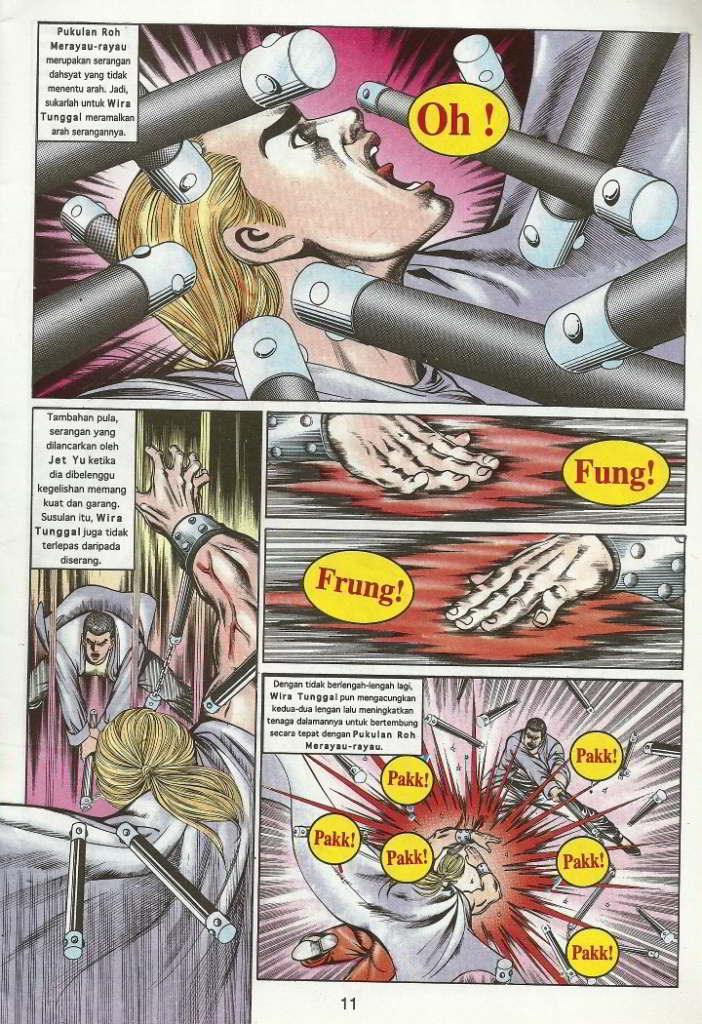 Pukulan Roh
Merayau-rayau
merupakan serangan
dahsyat yang tidak
menentu arah. Jadi,
sukarlah untuk Wira
Tunggal meramalkan
arah serangannya.
Oh !
Tambahan pula,
serangan yang
dilancarkan oleh
Jet Yu ketika
dia dibelenggu
kegelishan memang
kuat dan garang.
Susulan itu, Wira
Tunggal juga tidak
terlepas daripada
diserang.
Fung!
Frung!
Dengan tidak berlengah-lengah lagi,
Wira Tunggal pun mengacungkan
kedua-dua lengan lalu meningkatkan
tenaga dalamannya untuk bertembung
secara tepat dengan Pukulan Roh
Merayau-rayau.
Pakk!
Pakk!
Pakk!
Pakk!
Pakk!
Pakk!
11